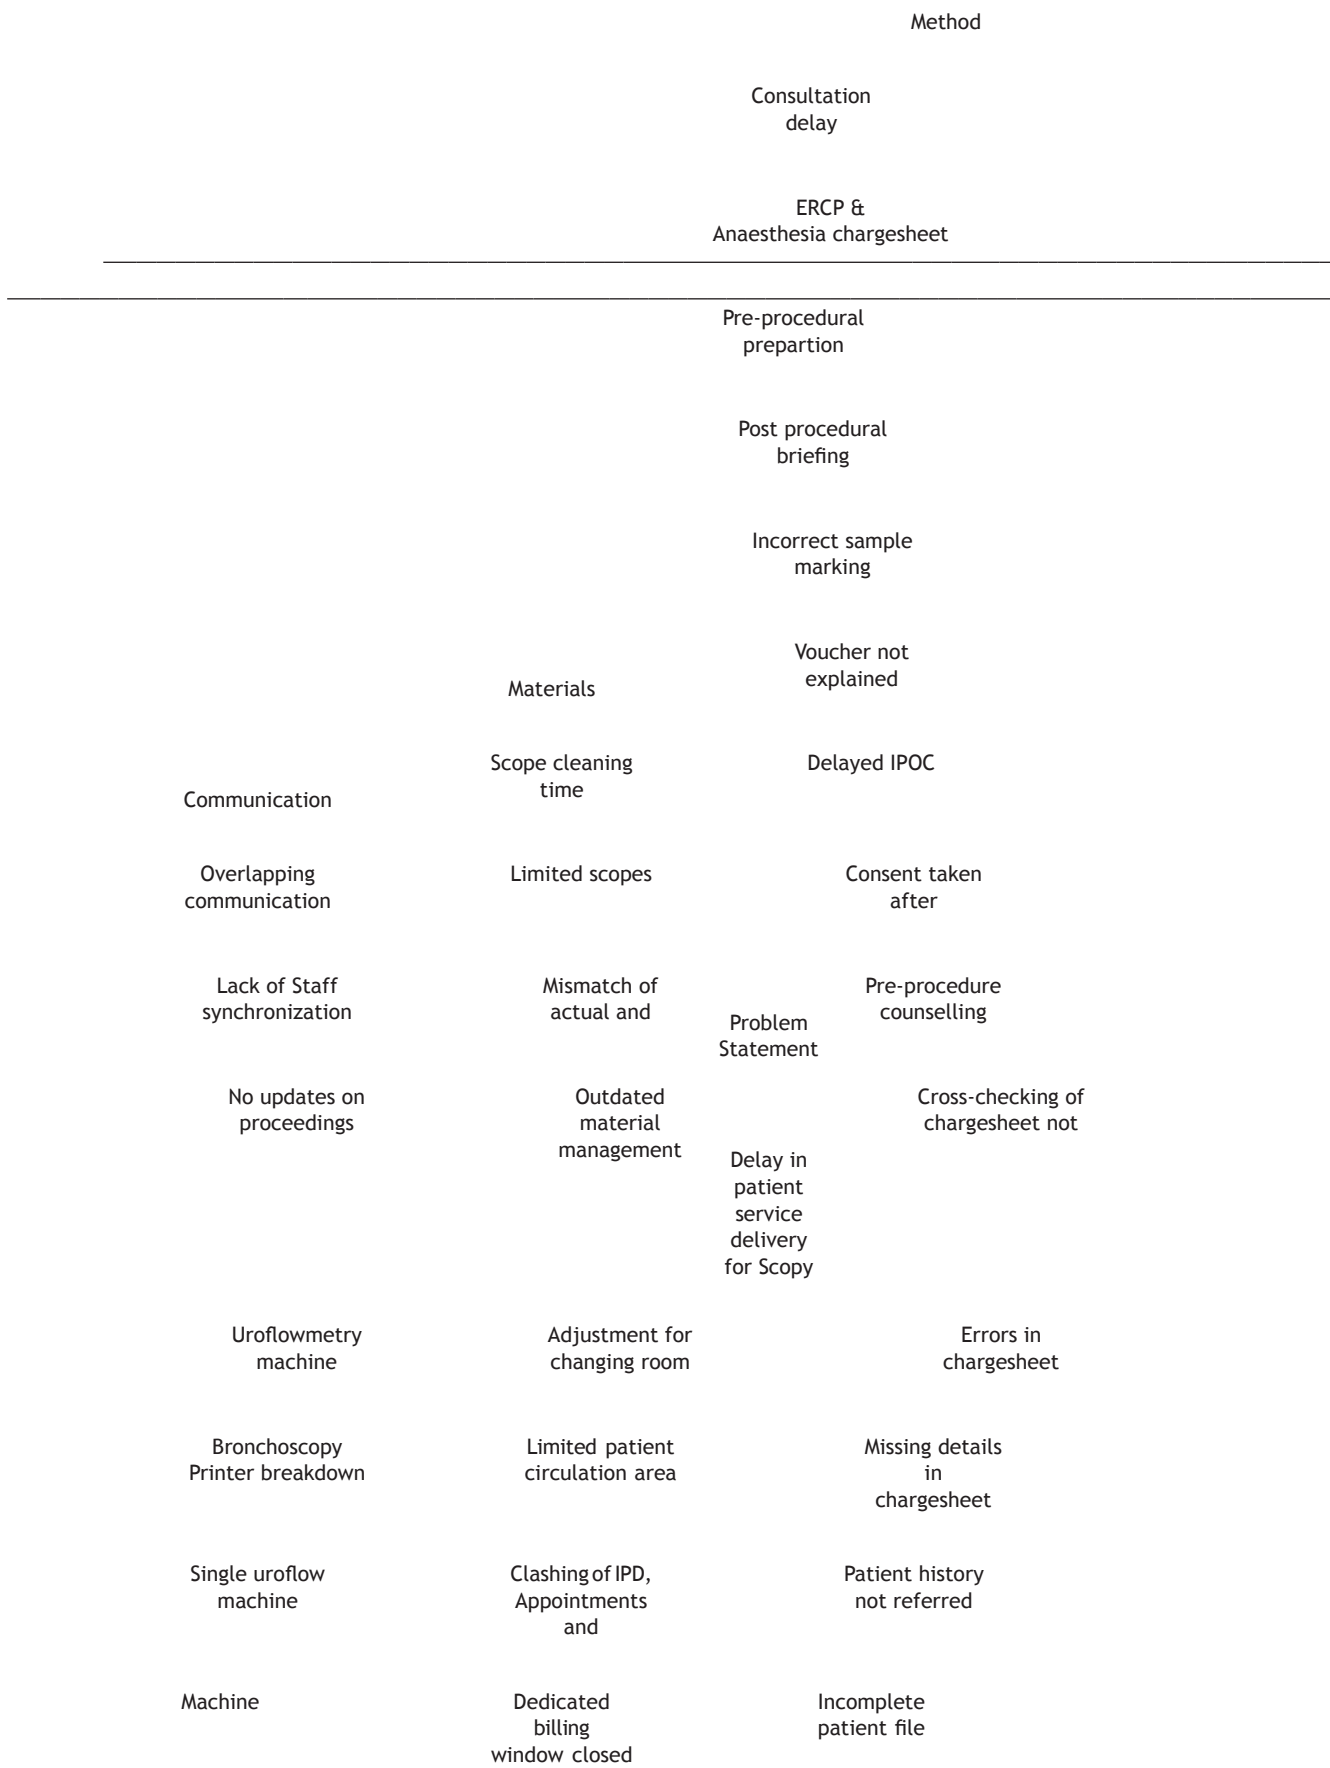 Method
Consultation
delay
ERCP &
Anaesthesia chargesheet
Pre-procedural
prepartion
Post procedural
briefing
Incorrect sample
marking
Voucher not
explained
Materials
Scope cleaning
time
Delayed IPOC
Communication
Overlapping
communication
Limited scopes
Consent taken
after
Lack of Staff
synchronization
Mismatch of
actual and
Pre-procedure
counselling
Problem
Statement
No updates on
proceedings
Outdated
material
management
Cross-checking of
chargesheet not
Delay in
patient
service
delivery
for Scopy
Uroflowmetry
machine
Adjustment for
changing room
Errors in
chargesheet
Bronchoscopy
Printer breakdown
Limited patient
circulation area
Missing details
in
chargesheet
Single uroflow
machine
Clashing of IPD,
Appointments
and
Patient history
not referred
Machine
Dedicated
billing
window closed
Incomplete
patient file